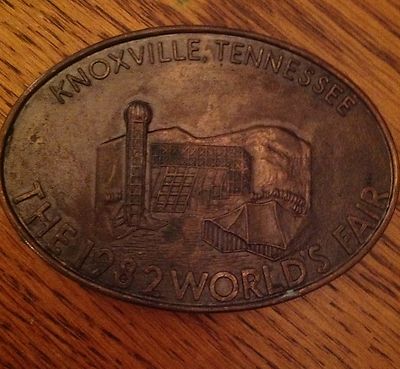 KNOXVILLE, TENNESSEE
THE 1982 WORLD'S FAIR